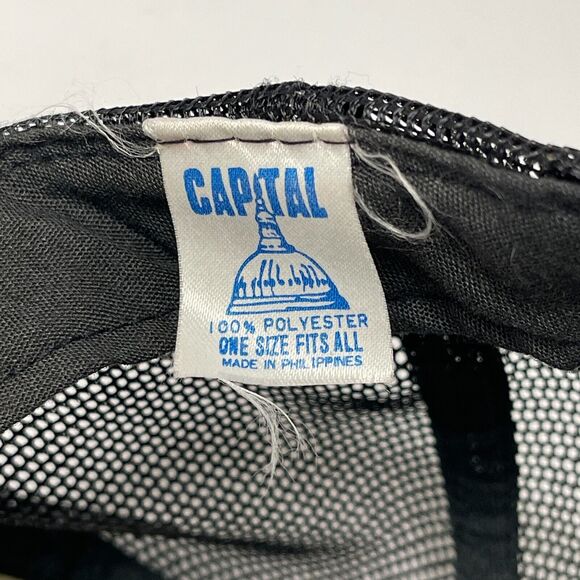 CAPITAL
100% POLYESTER
ONE SIZE FITS ALL
MADE IN PHILIPPINES